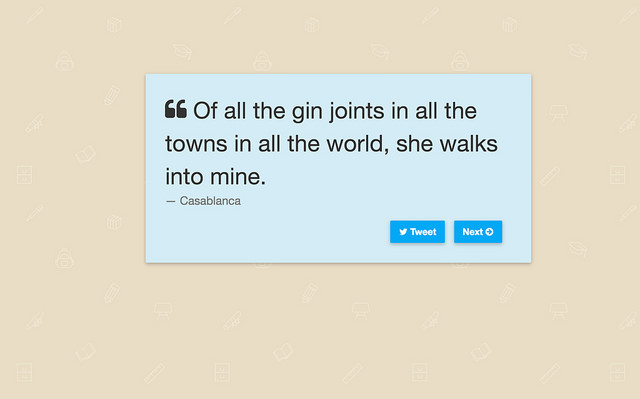 ❝ Of all the gin joints in all the
towns in all the world, she walks
into mine.
— Casablanca
Tweet
Next